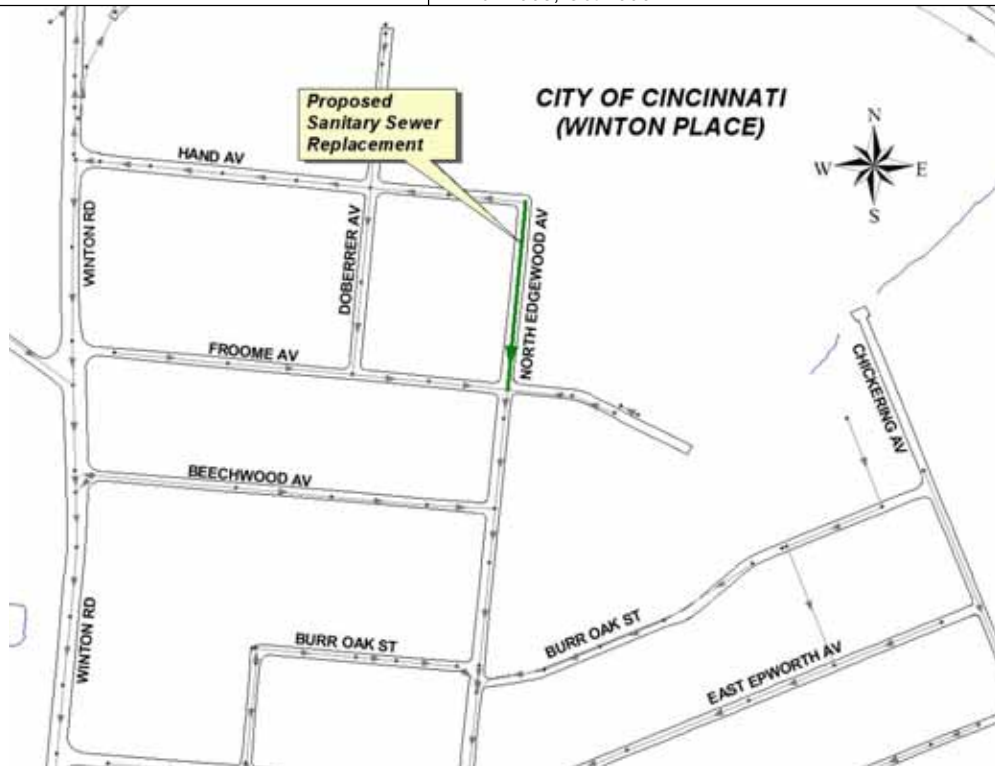 CITY OF CINCINNATI
(WINTON PLACE)
Proposed
Sanitary Sewer
Replacement
N
W
E
S
HAND AV
WINTON RD
DOBERRER AV
NORTH EDGEWOOD AV
FROOME AV
CHICKERING AV
BEECHWOOD AV
WINTON RD
BURR OAK ST
BURR OAK ST
EAST EPWORTH AV